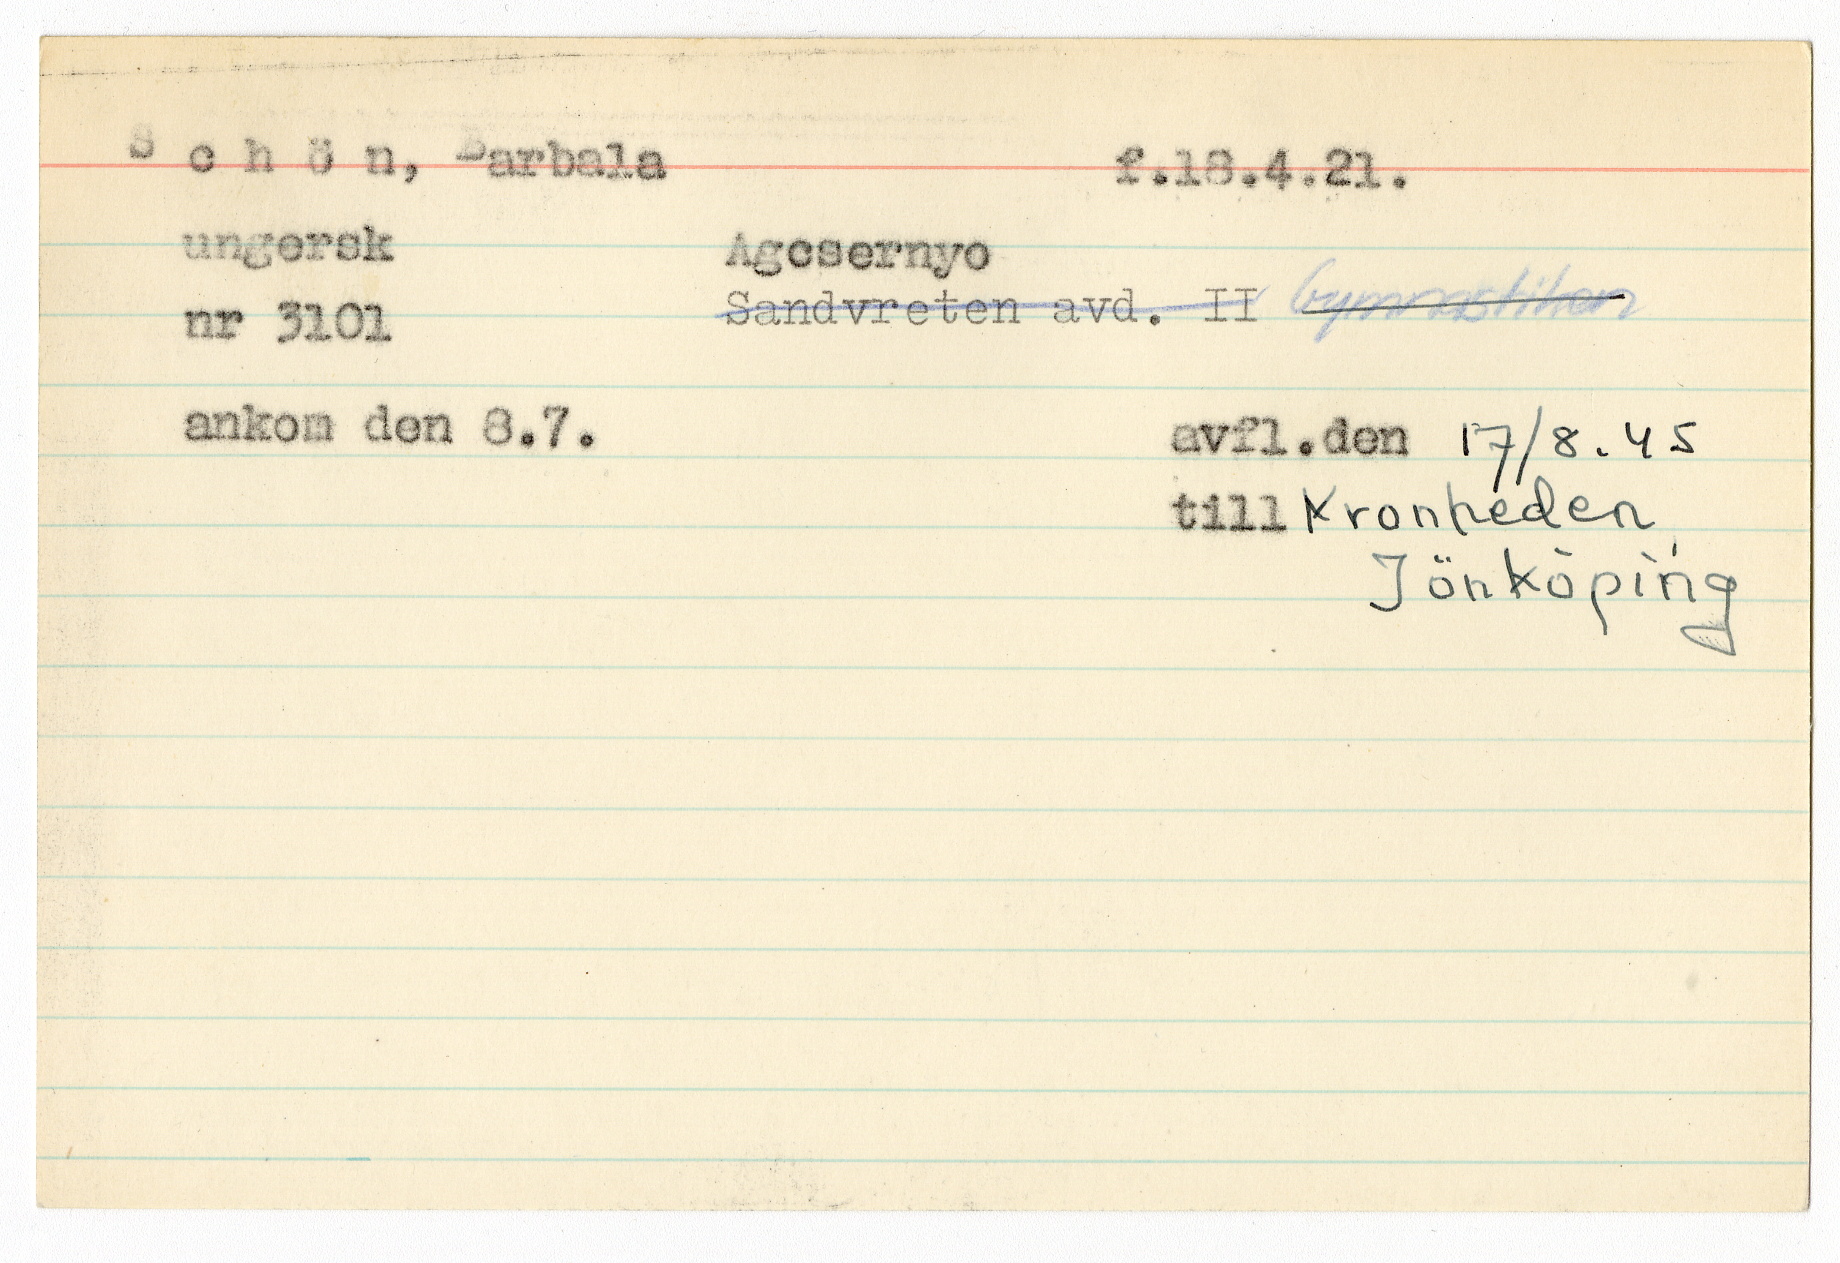 S c h ö n, Barbala f.18.4.21.
ungersk Agcsernyo
nr 3101 Sandvreten avd. II Gymnastiken
ankom den 8.7. avfl.den 17/8.45
till Kronheden
Jönköping